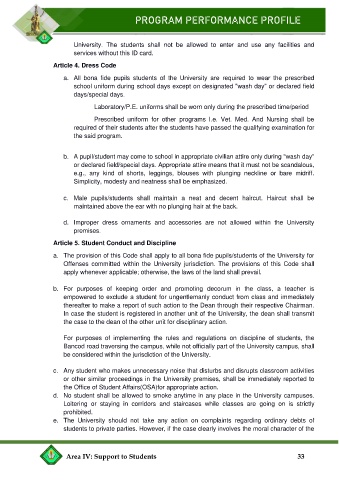 PROGRAM PERFORMANCE PROFILE
University. The students shall not be allowed to enter and use any facilities and
services without this ID card.
Article 4. Dress Code
a. All bona fide pupils students of the University are required to wear the prescribed
school uniform during school days except on designated "wash day" or declared field
days/special days.
Laboratory/P.E. uniforms shall be worn only during the prescribed time/period
Prescribed uniform for other programs I.e. Vet. Med. And Nursing shall be
required of their students after the students have passed the qualifying examination for
the said program.
b. A pupil/student may come to school in appropriate civilian attire only during "wash day"
or declared field/special days. Appropriate attire means that it must not be scandalous,
e.g., any kind of shorts, leggings, blouses with plunging neckline or bare midriff.
Simplicity, modesty and neatness shall be emphasized.
c. Male pupils/students shall maintain a neat and decent haircut. Haircut shall be
maintained above the ear with no plunging hair at the back.
d. Improper dress ornaments and accessories are not allowed within the University
premises.
Article 5. Student Conduct and Discipline
a. The provision of this Code shall apply to all bona fide pupils/students of the University for
Offenses committed within the University jurisdiction. The provisions of this Code shall
apply whenever applicable; otherwise, the laws of the land shall prevail.
b. For purposes of keeping order and promoting decorum in the class, a teacher is
empowered to exclude a student for ungentlemanly conduct from class and immediately
thereafter to make a report of such action to the Dean through their respective Chairman.
In case the student is registered in another unit of the University, the dean shall transmit
the case to the dean of the other unit for disciplinary action.
For purposes of implementing the rules and regulations on discipline of students, the
Bancod road traversing the campus, while not officially part of the University campus, shall
be considered within the jurisdiction of the University.
c. Any student who makes unnecessary noise that disturbs and disrupts classroom activities
or other similar proceedings in the University premises, shall be immediately reported to
the Office of Student Affairs(OSA)for appropriate action.
d. No student shall be allowed to smoke anytime in any place in the University campuses.
Loitering or staying in corridors and staircases while classes are going on is strictly
prohibited.
e. The University should not take any action on complaints regarding ordinary debts of
students to private parties. However, if the case clearly involves the moral character of the
Area IV: Support to Students 33